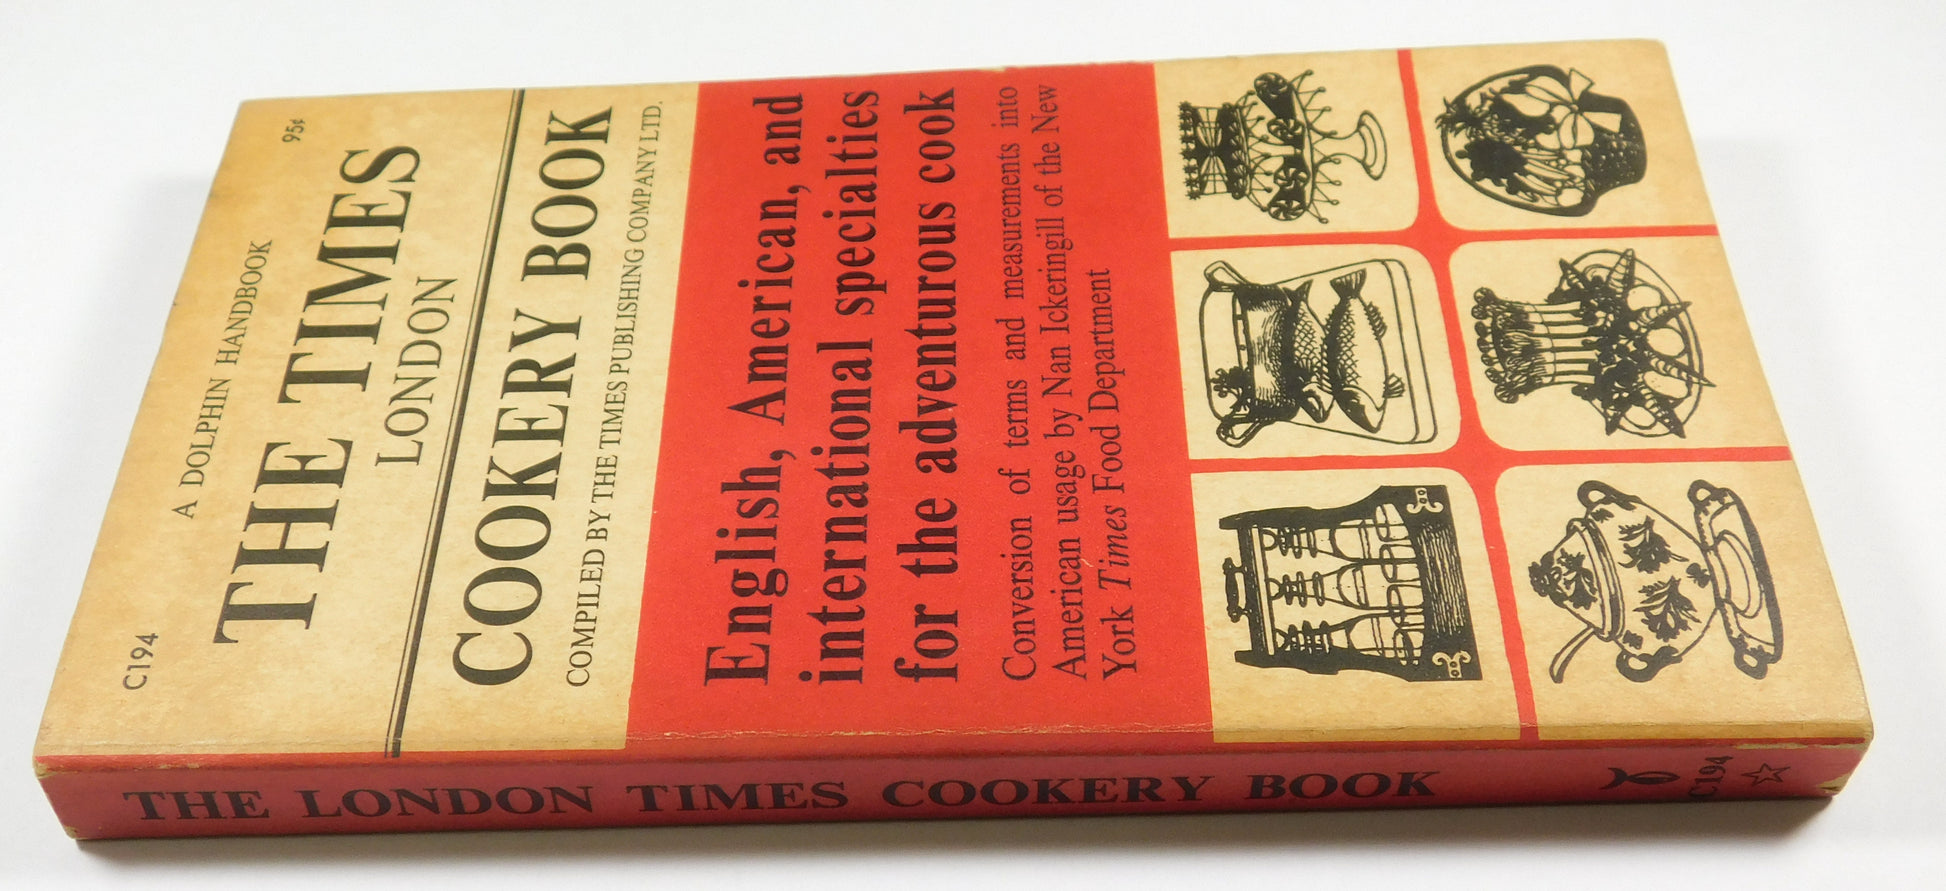 C194
A DOLPHIN HANDBOOK
95¢
THE TIMES
LONDON
COOKERY BOOK
COMPILED BY THE TIMES PUBLISHING COMPANY LTD.
English, American, and
international specialties
for the adventurous cook
Conversion of terms and measurements into
American usage by Nan Ickeringill of the New
York Times Food Department
THE LONDON TIMES COOKERY BOOK
C194